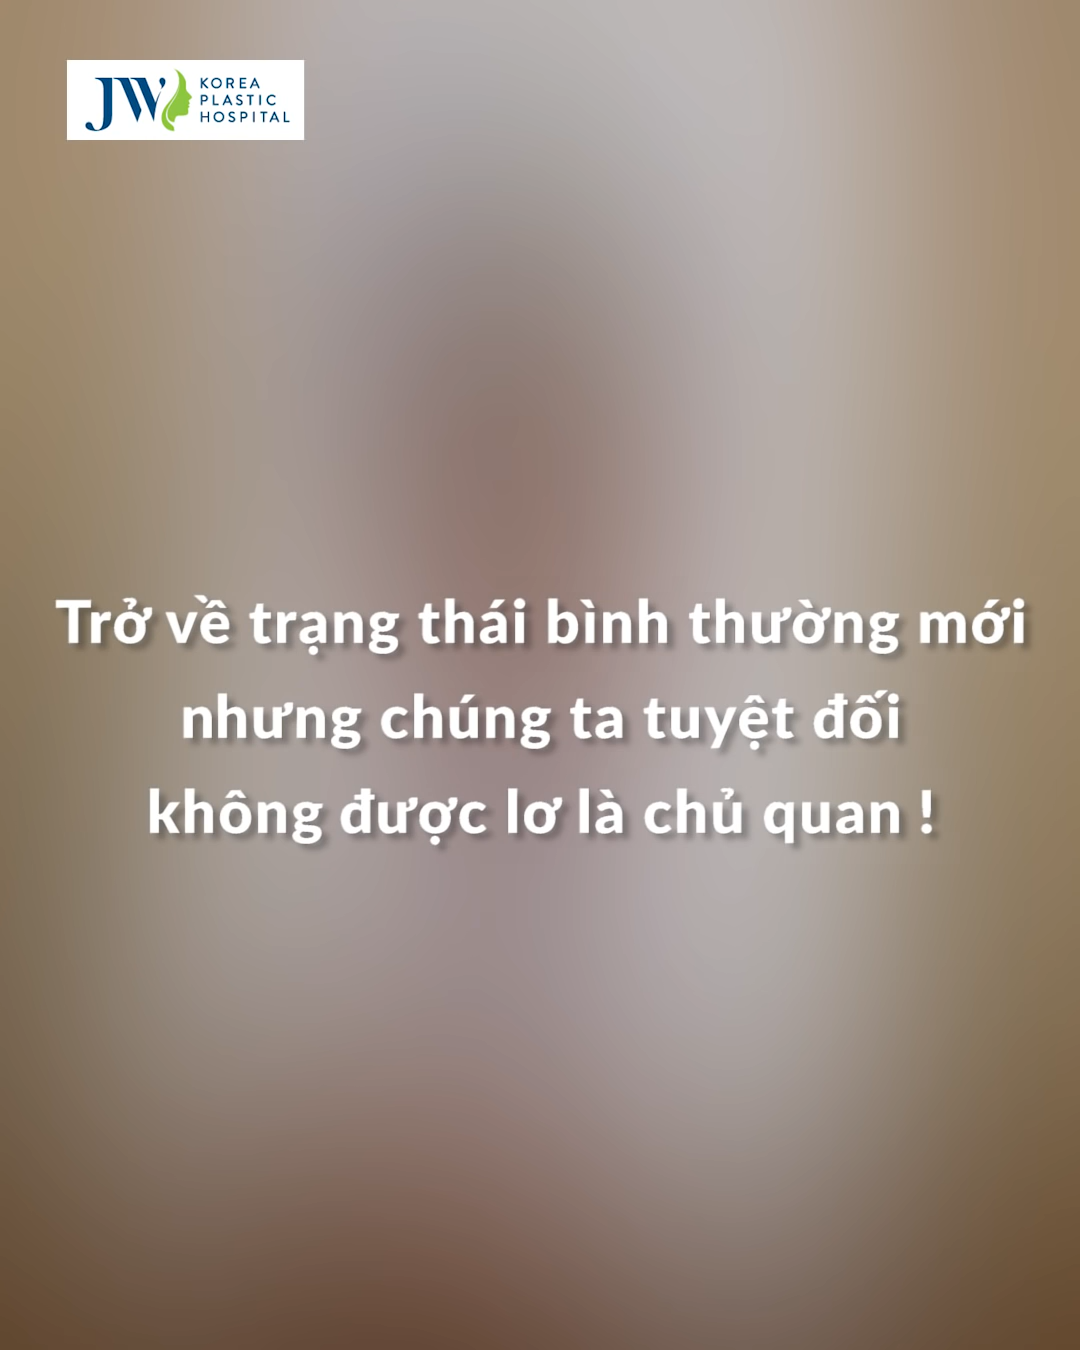 JW KOREA
PLASTIC
HOSPITAL
Trở về trạng thái bình thường mới
nhưng chúng ta tuyệt đối
không được lơ là chủ quan !